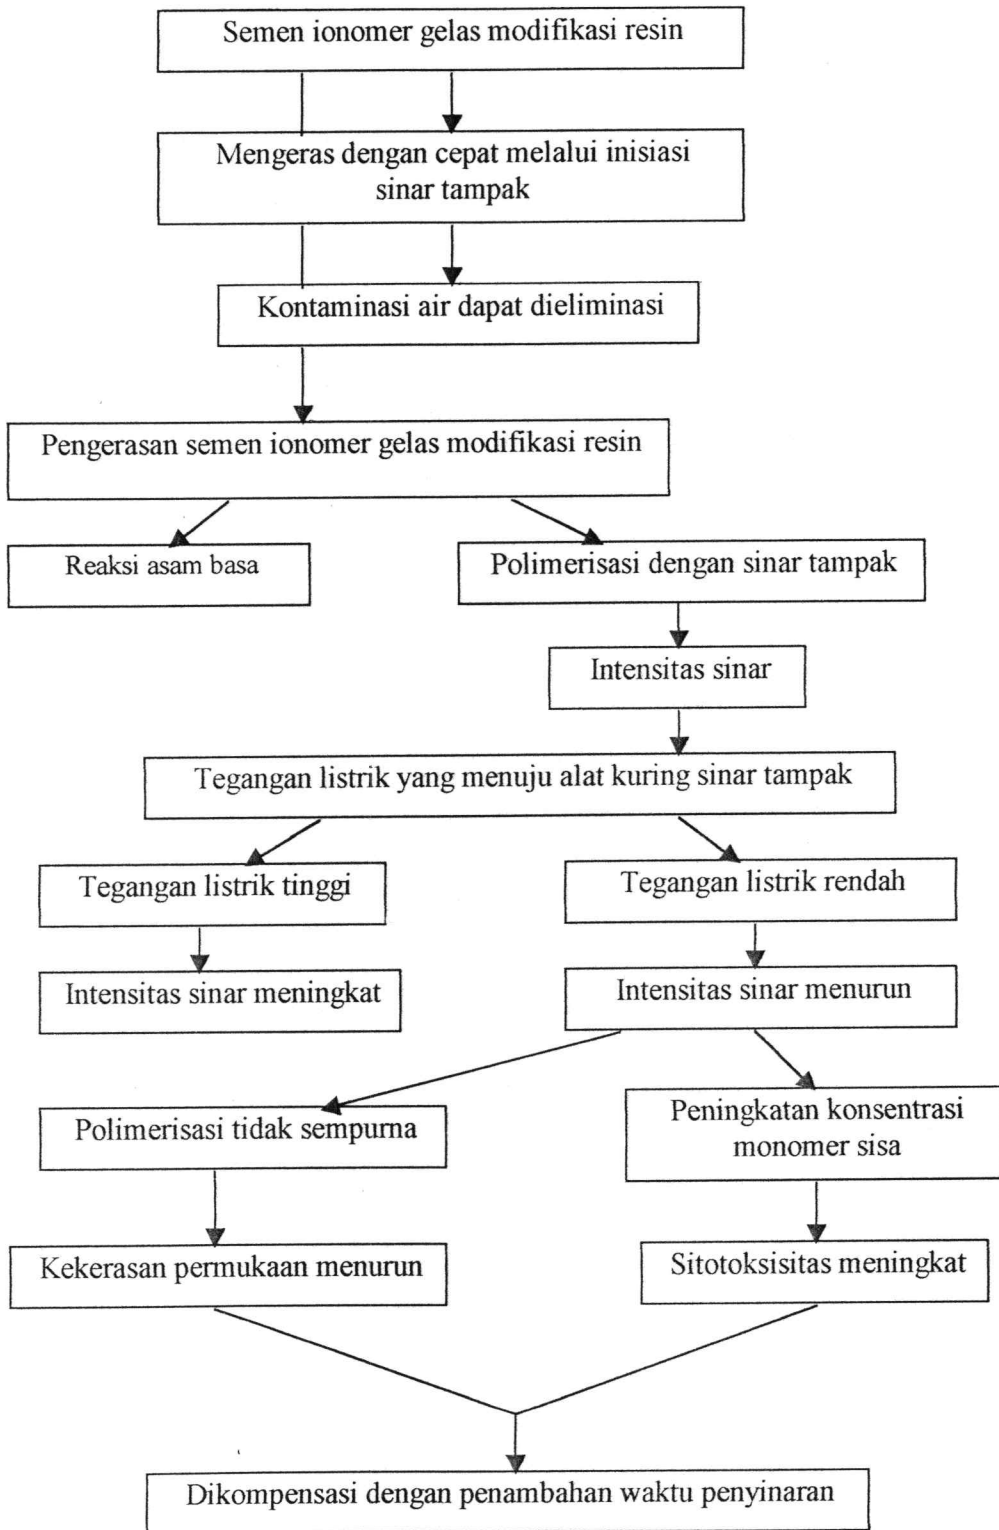 Semen ionomer gelas modifikasi resin
Mengeras dengan cepat melalui inisiasi
sinar tampak
Kontaminasi air dapat dieliminasi
Pengerasan semen ionomer gelas modifikasi resin
Reaksi asam basa
Polimerisasi dengan sinar tampak
Intensitas sinar
Tegangan listrik yang menuju alat kuring sinar tampak
Tegangan listrik tinggi
Tegangan listrik rendah
Intensitas sinar meningkat
Intensitas sinar menurun
Polimerisasi tidak sempurna
Peningkatan konsentrasi
monomer sisa
Kekerasan permukaan menurun
Sitotoksisitas meningkat
Dikompensasi dengan penambahan waktu penyinaran